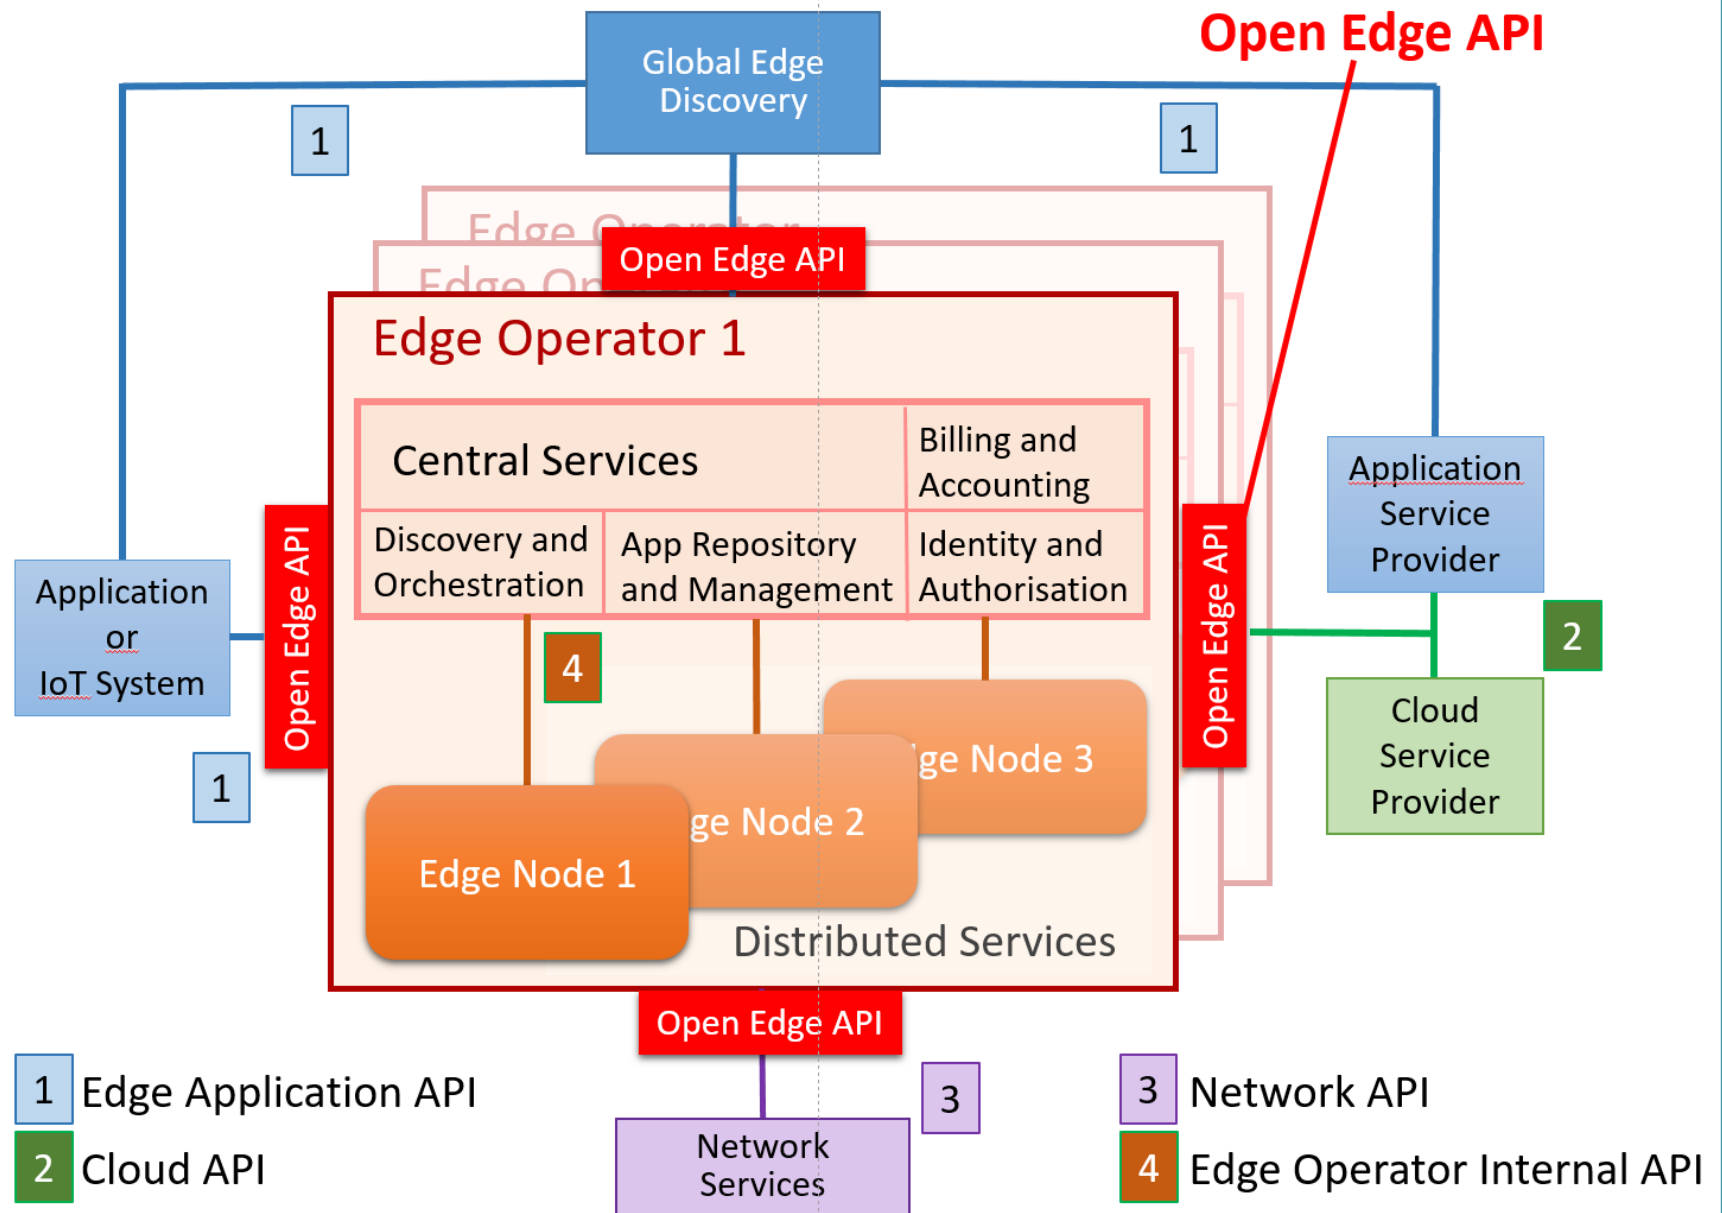 Open Edge API
Global Edge
Discovery
1
1
Edge Operator
Open Edge API
Edge
Edge Operator 1
Central Services
Billing and
Accounting
Discovery and
Orchestration
App Repository
and Management
Identity and
Authorisation
Application
or
IoT System
Open Edge API
1
4
Open Edge API
Application
Service
Provider
2
Cloud
Service
Provider
Edge Node 1
ge Node 2
ge Node 3
Distributed Services
Open Edge API
3
Network
Services
1 Edge Application API
2 Cloud API
3 Network API
4 Edge Operator Internal API